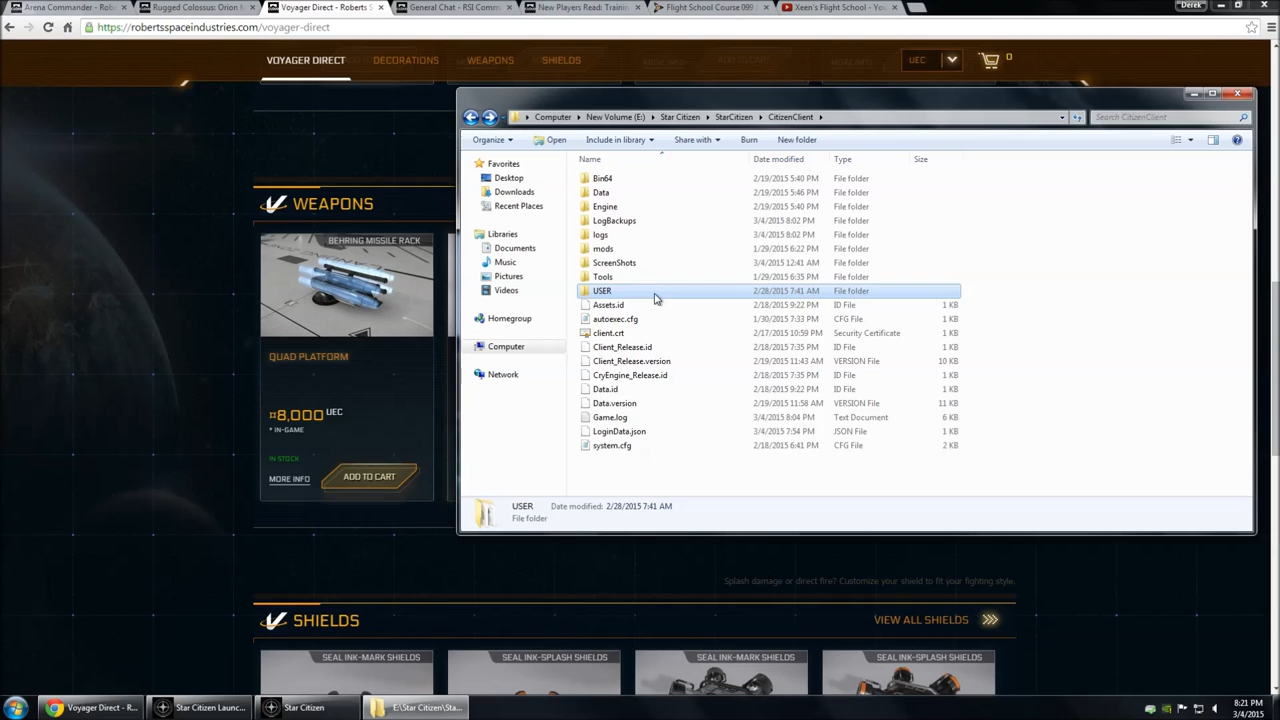 Arena Commander - Rob
Rugged Colossus: Orion M
Voyager Direct - Roberts S
General Chat - RSI Commu
New Players Read: Trainin
Flight School Course 099
Xeen's Flight School - You
Derek
https://robertsspaceindustries.com/voyager-direct
VOYAGER DIRECT
DECORATIONS
WEAPONS
SHIELDS
UEC
0
Computer
New Volume (E:)
Star Citizen
StarCitizen
CitizenClient
Search CitizenClient
Organize
Open
Include in library
Share with
Burn
New folder
Favorites
Desktop
Downloads
Recent Places
Libraries
Documents
Music
Pictures
Videos
Homegroup
Computer
Network
Name Date modified Type Size
Bin64 2/19/2015 5:40 PM File folder
Data 2/19/2015 5:46 PM File folder
Engine 2/19/2015 5:40 PM File folder
LogBackups 3/4/2015 8:02 PM File folder
logs 3/4/2015 8:02 PM File folder
mods 1/29/2015 6:22 PM File folder
ScreenShots 3/4/2015 12:41 AM File folder
Tools 1/29/2015 6:35 PM File folder
USER 2/28/2015 7:41 AM File folder
Assets.id 2/18/2015 9:22 PM ID File 1 KB
autoexec.cfg 1/30/2015 7:33 PM CFG File 1 KB
client.crt 2/17/2015 10:59 PM Security Certificate 1 KB
Client_Release.id 2/18/2015 7:35 PM ID File 1 KB
Client_Release.version 2/19/2015 11:43 AM VERSION File 10 KB
CryEngine_Release.id 2/18/2015 7:35 PM ID File 1 KB
Data.id 2/18/2015 9:22 PM ID File 1 KB
Data.version 2/19/2015 11:58 AM VERSION File 11 KB
Game.log 3/4/2015 8:04 PM Text Document 6 KB
LoginData.json 3/4/2015 7:54 PM JSON File 1 KB
system.cfg 2/18/2015 6:41 PM CFG File 2 KB
USER Date modified: 2/28/2015 7:41 AM
File folder
WEAPONS
BEHRING MISSILE RACK
QUAD PLATFORM
¤8,000 UEC
* IN-GAME
IN STOCK
MORE INFO
ADD TO CART
Splash damage or direct fire? Customize your shield to fit your fighting style.
SHIELDS
VIEW ALL SHIELDS
SEAL INK-MARK SHIELDS
SEAL INK-SPLASH SHIELDS
SEAL INK-MARK SHIELDS
SEAL INK-SPLASH SHIELDS
Voyager Direct - R...
Star Citizen Launc...
Star Citizen
E:\Star Citizen\Sta...
8:21 PM
3/4/2015